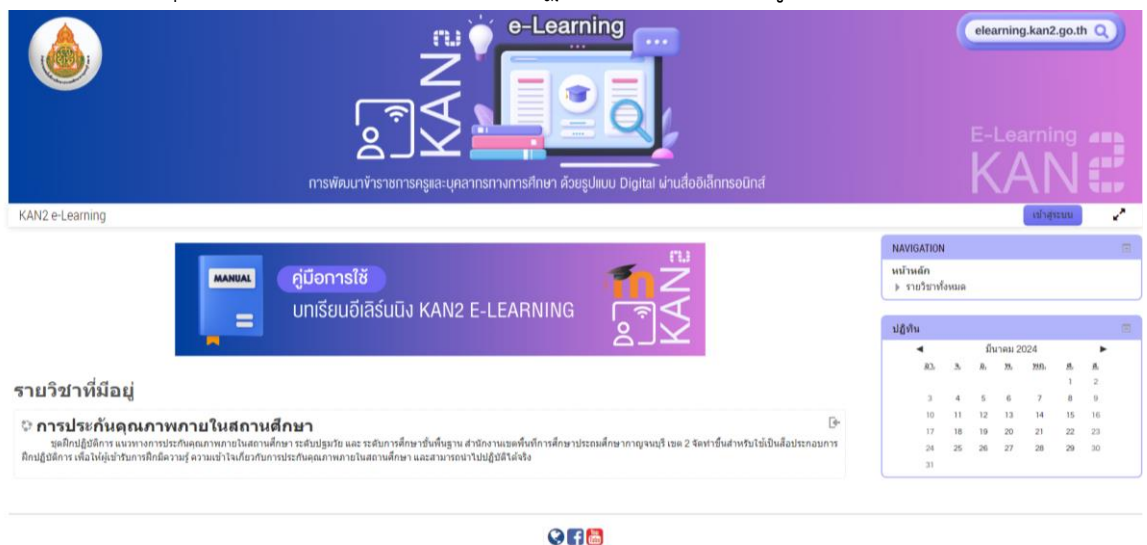 e-Learning
KAN2
elearning.kan2.go.th
E-Learning
KAN2
การพัฒนาข้าราชการครูและบุคลากรทางการศึกษา ด้วยรูปแบบ Digital ผ่านสื่ออิเล็กทรอนิกส์
KAN2 e-Learning
เข้าสู่ระบบ
MANUAL
คู่มือการใช้
บทเรียนอีเลิร์นนิง KAN2 E-LEARNING
KAN2
รายวิชาที่มีอยู่
การประกันคุณภาพภายในสถานศึกษา
ชุดฝึกปฏิบัติการ แนวทางการประกันคุณภาพภายในสถานศึกษา ระดับปฐมวัย และ ระดับการศึกษาขั้นพื้นฐาน สำนักงานเขตพื้นที่การศึกษาประถมศึกษากาญจนบุรี เขต 2 จัดทำขึ้นสำหรับใช้เป็นสื่อประกอบการ
ฝึกปฏิบัติการ เพื่อให้ผู้เข้ารับการฝึกมีความรู้ ความเข้าใจเกี่ยวกับการประกันคุณภาพภายในสถานศึกษา และสามารถนำไปปฏิบัติได้จริง
NAVIGATION
หน้าหลัก
รายวิชาทั้งหมด
ปฏิทิน
มีนาคม 2024
อา. จ. อ. พ. พฤ. ศ. ส.
1 2
3 4 5 6 7 8 9
10 11 12 13 14 15 16
17 18 19 20 21 22 23
24 25 26 27 28 29 30
31